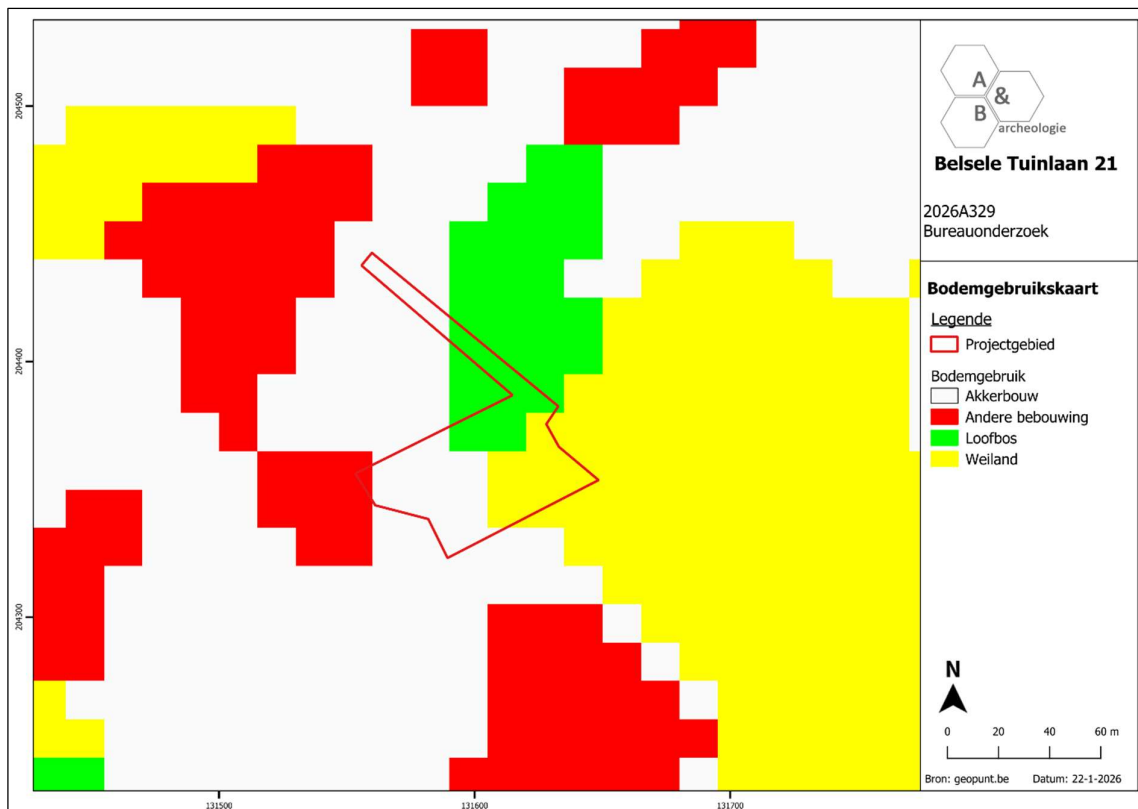 A
&
B
archeologie
Belsele Tuinlaan 21
2026A329
Bureauonderzoek
Bodemgebruikskaart
Legende
Projectgebied
Bodemgebruik
Akkerbouw
Andere bebouwing
Loofbos
Weiland
N
0 20 40 60 m
Bron: geopunt.be Datum: 22-1-2026
204500
204400
204300
131500 131600 131700